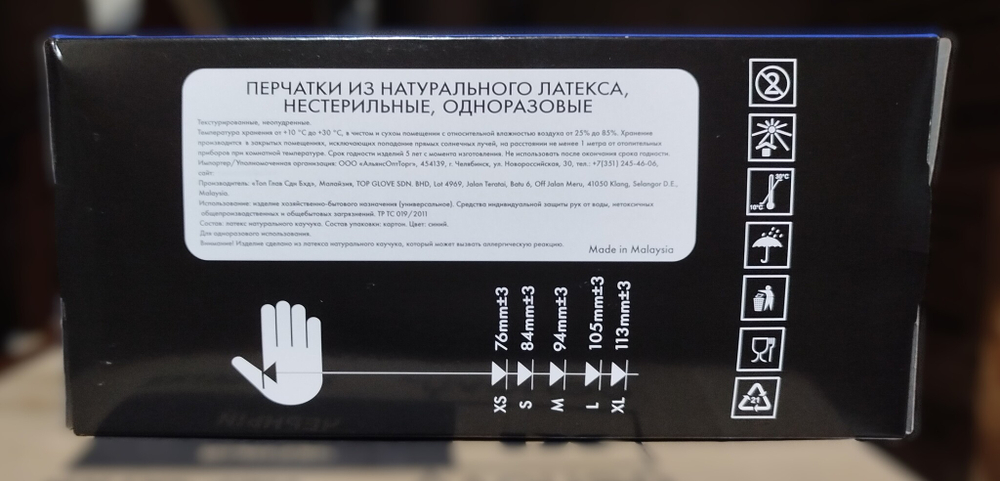 ПЕРЧАТКИ ИЗ НАТУРАЛЬНОГО ЛАТЕКСА,
НЕСТЕРИЛЬНЫЕ, ОДНОРАЗОВЫЕ
Текстурированные, неопудренные.
Температура хранения от +10 °C до +30 °C, в чистом и сухом помещении с относительной влажностью воздуха от 25% до 85%. Хранение
производится в закрытых помещениях, исключающих попадание прямых солнечных лучей, на расстоянии не менее 1 метра от отопительных
приборов при комнатной температуре. Срок годности изделий 5 лет с момента изготовления. Не использовать после окончания срока годности.
Импортер/Уполномоченная организация: ООО «АльянсОптТорг», 454139, г. Челябинск, ул. Новороссийская, 30, тел.: +7(351) 245-46-06,
сайт:
Производитель: «Топ Глав Сдн Бхд», Малайзия, TOP GLOVE SDN. BHD, Lot 4969, Jalan Teratai, Batu 6, Off Jalan Meru, 41050 Klang, Selangor D.E.,
Malaysia.
Использование: изделие хозяйственно-бытового назначения (универсальное). Средства индивидуальной защиты рук от воды, нетоксичных
общепроизводственных и общебытовых загрязнений. ТР ТС 019/2011
Состав: латекс натурального каучука. Состав упаковки: картон. Цвет: синий.
Для одноразового использования.
Внимание! Изделие сделано из латекса натурального каучука, который может вызвать аллергическую реакцию.
Made in Malaysia
2
30°C
10°C
21
XS 76mm±3
S 84mm±3
M 94mm±3
L 105mm±3
XL 113mm±3